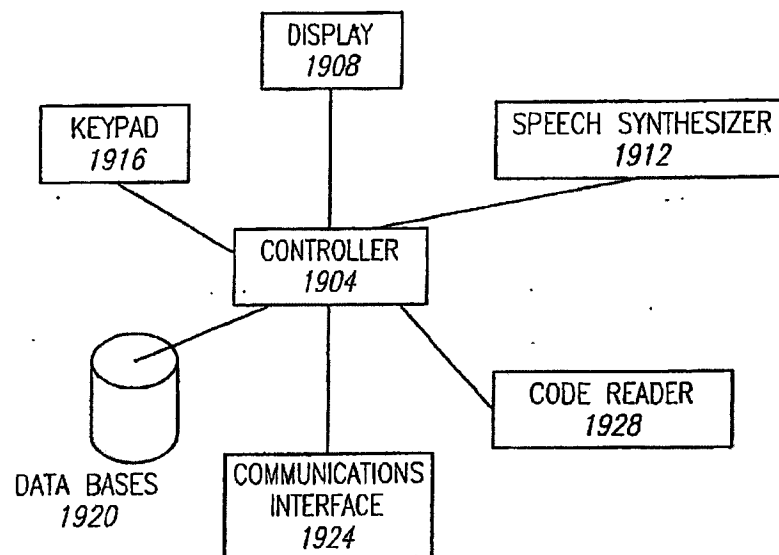 DISPLAY
1908
KEYPAD
1916
SPEECH SYNTHESIZER
1912
CONTROLLER
1904
CODE READER
1928
DATA BASES
1920
COMMUNICATIONS
INTERFACE
1924